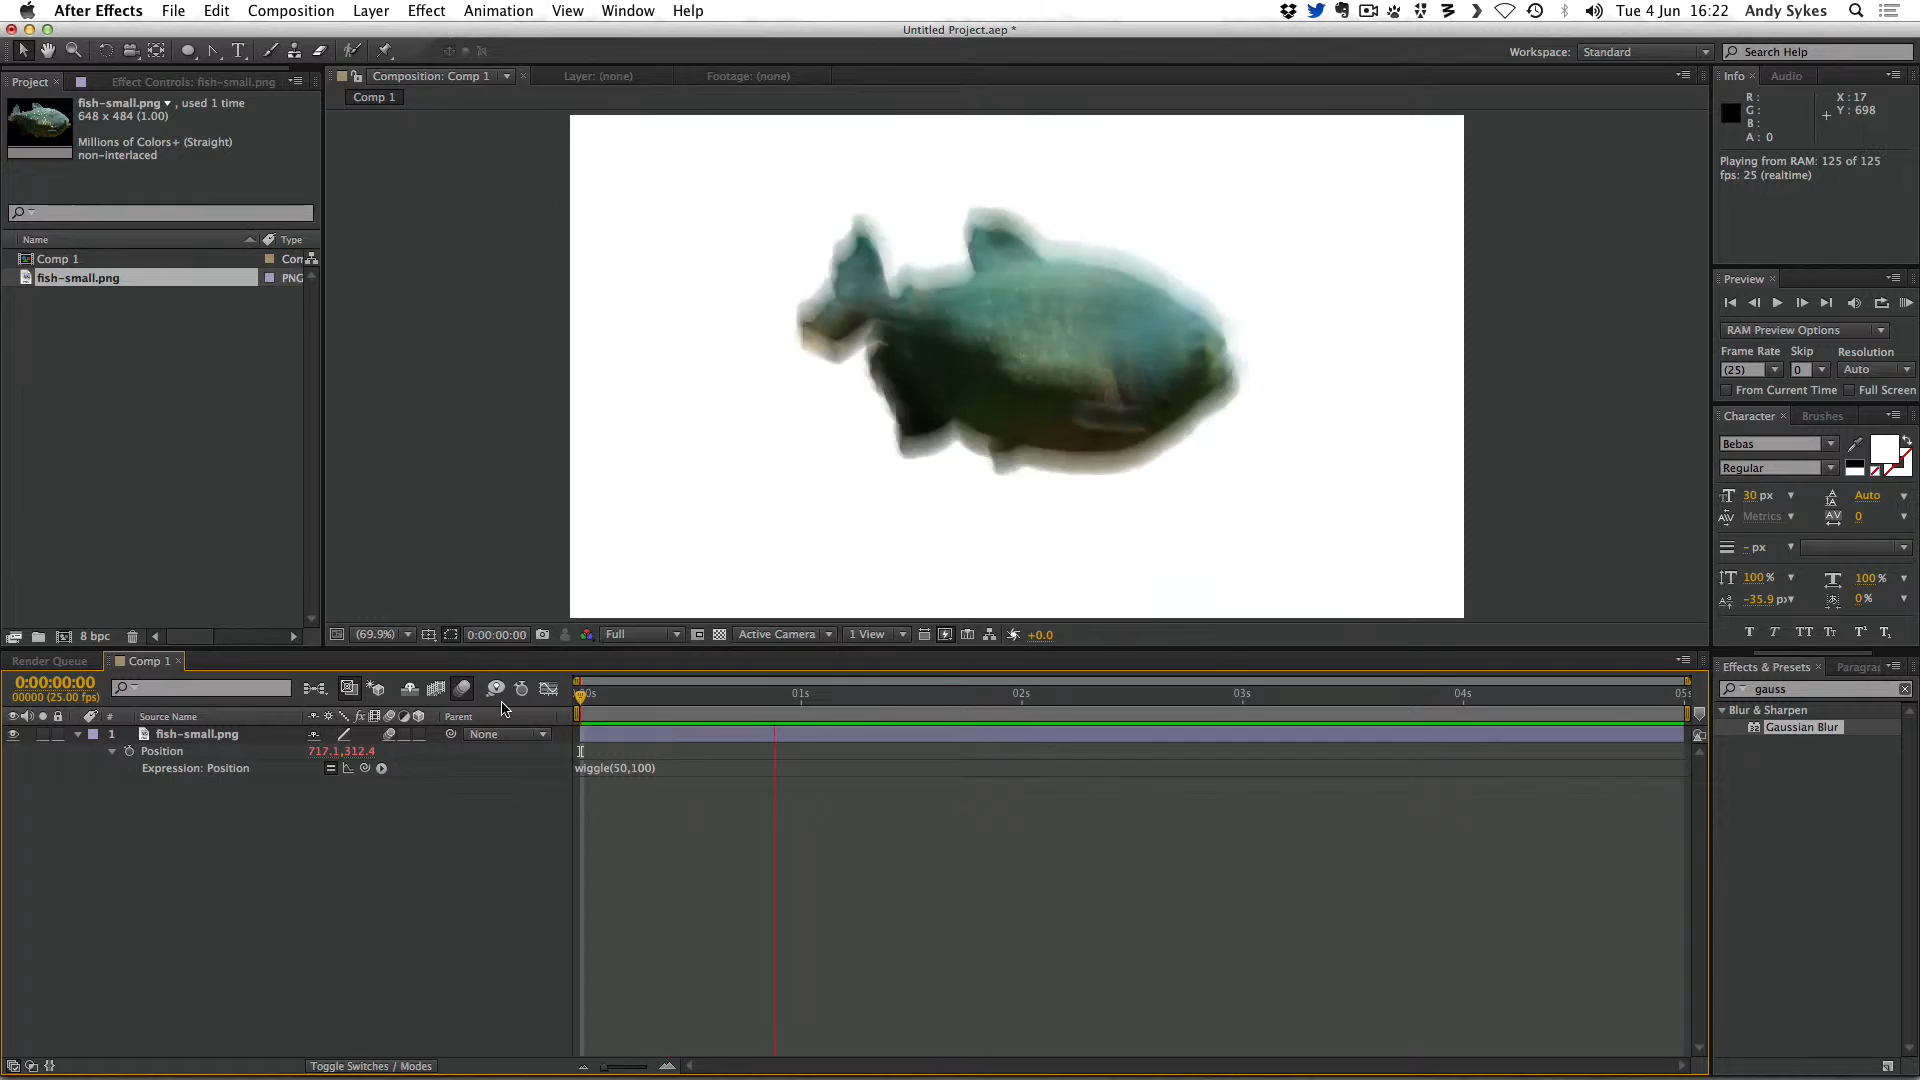 After Effects File Edit Composition Layer Effect Animation View Window Help Tue 4 Jun 16:22 Andy Sykes
Untitled Project.aep *
Workspace: Standard Search Help
Project Effect Controls: fish-small.png
fish-small.png , used 1 time
648 x 484 (1.00)
Millions of Colors+ (Straight)
non-interlaced
Name Type
Comp 1
fish-small.png PNG
8 bpc
Composition: Comp 1 Layer: (none) Footage: (none)
Comp 1
(69.9%) 0:00:00:00 Full Active Camera 1 View +0.0
Info Audio
R : X : 17
G : Y : 698
B :
A : 0
Playing from RAM: 125 of 125
fps: 25 (realtime)
Preview
RAM Preview Options
Frame Rate Skip Resolution
(25) 0 Auto
From Current Time Full Screen
Character Brushes
Bebas
Regular
30 px Auto
Metrics 0
- px
100 % 100 %
-35.9 px 0 %
Effects & Presets Paragra
gauss
Blur & Sharpen
Gaussian Blur
Render Queue Comp 1
0:00:00:00
00000 (25.00 fps)
01s 02s 03s 04s
# Source Name Parent
1 fish-small.png None
Position 717.1,312.4
Expression: Position wiggle(50,100)
Toggle Switches / Modes